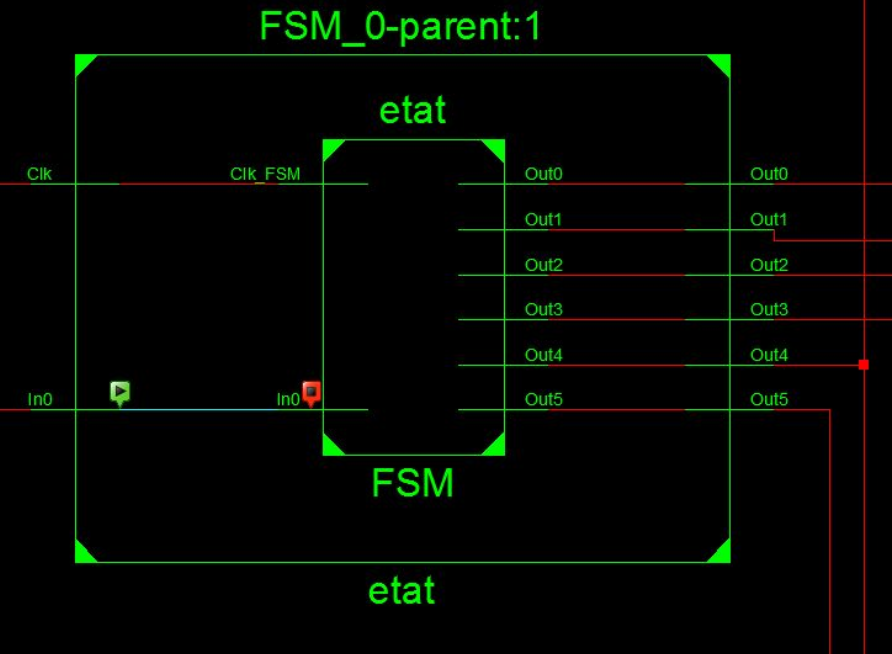 FSM_0-parent:1
etat
Clk Clk_FSM Out0 Out0
Out1 Out1
Out2 Out2
Out3 Out3
Out4 Out4
In0 In0 Out5 Out5
FSM
etat